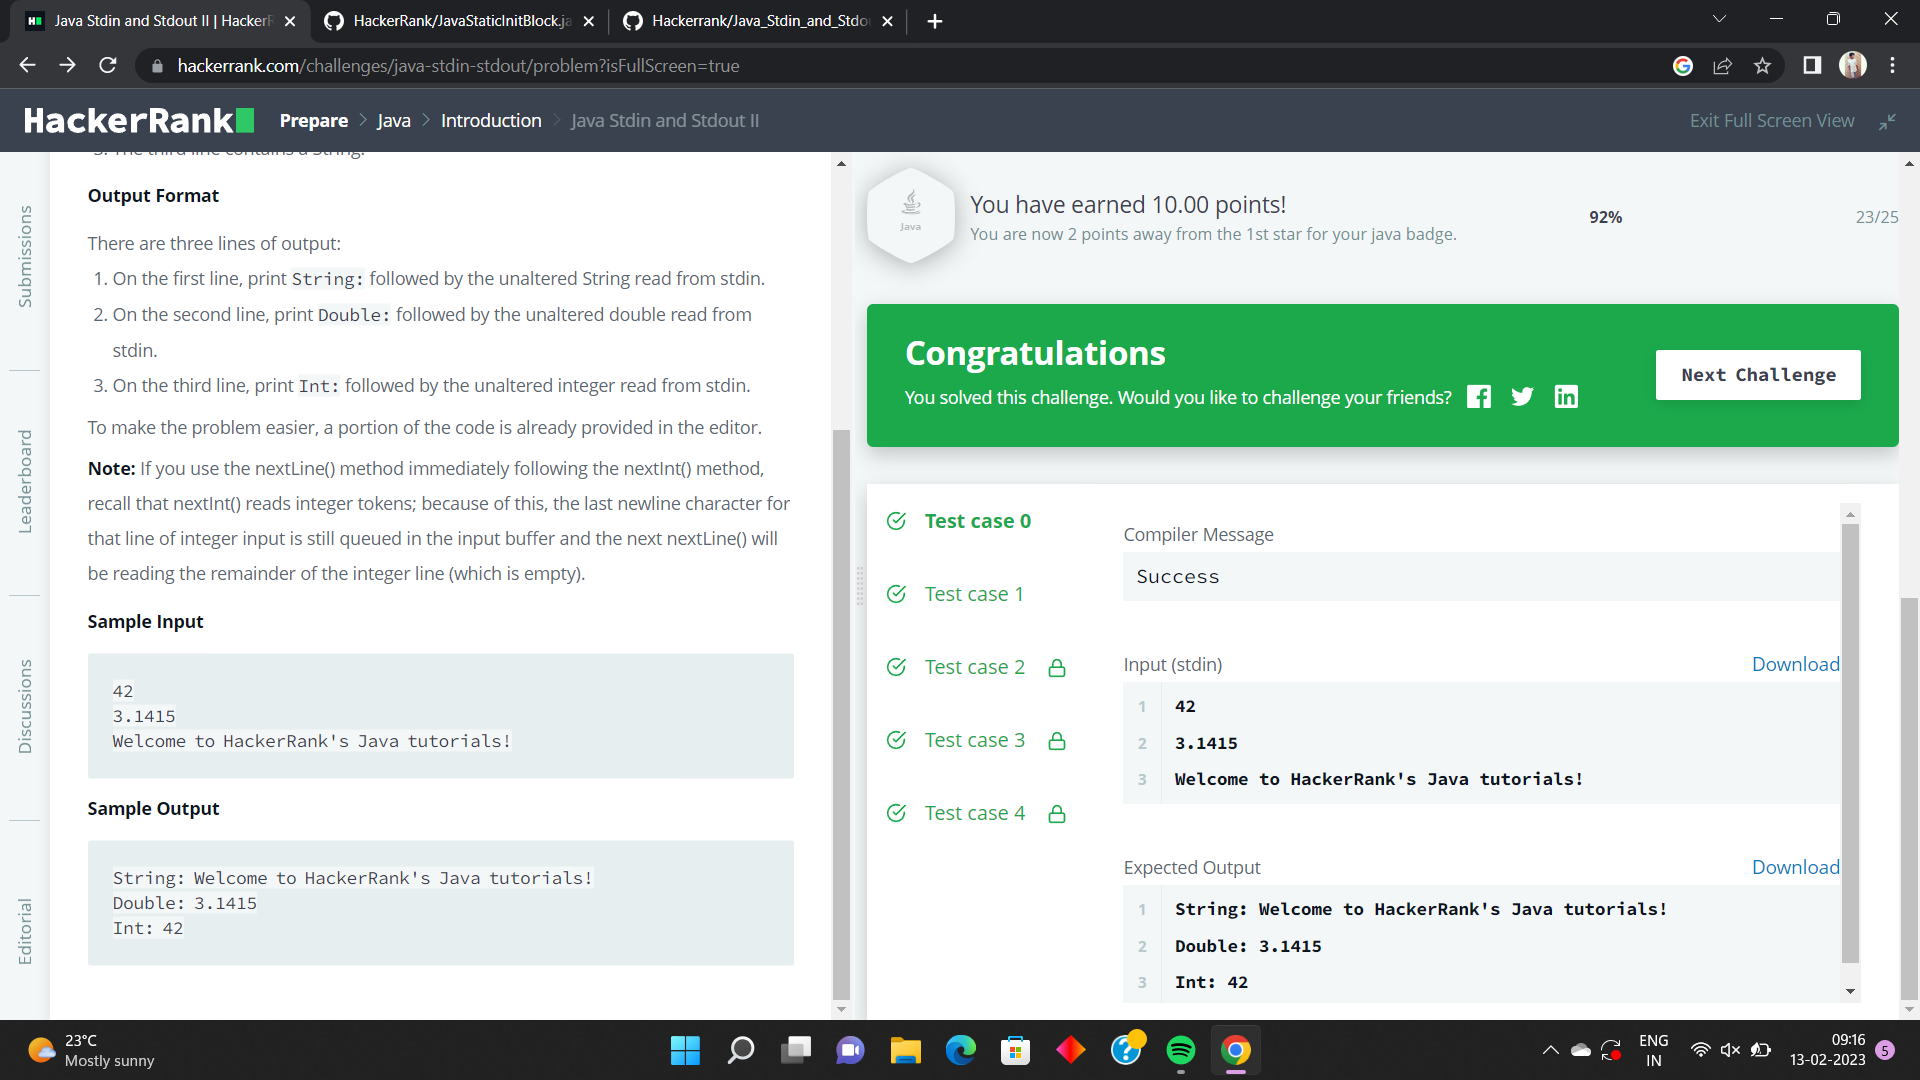 Java Stdin and Stdout II | HackerR
HackerRank/JavaStaticInitBlock.ja
Hackerrank/Java_Stdin_and_Stdo
hackerrank.com/challenges/java-stdin-stdout/problem?isFullScreen=true
HackerRank
Prepare > Java > Introduction > Java Stdin and Stdout II
Exit Full Screen View
Submissions
Leaderboard
Discussions
Editorial
3. The third line contains a String.
Output Format
There are three lines of output:
1. On the first line, print String: followed by the unaltered String read from stdin.
2. On the second line, print Double: followed by the unaltered double read from
stdin.
3. On the third line, print Int: followed by the unaltered integer read from stdin.
To make the problem easier, a portion of the code is already provided in the editor.
Note: If you use the nextLine() method immediately following the nextInt() method,
recall that nextInt() reads integer tokens; because of this, the last newline character for
that line of integer input is still queued in the input buffer and the next nextLine() will
be reading the remainder of the integer line (which is empty).
Sample Input
42
3.1415
Welcome to HackerRank's Java tutorials!
Sample Output
String: Welcome to HackerRank's Java tutorials!
Double: 3.1415
Int: 42
Java
You have earned 10.00 points!
You are now 2 points away from the 1st star for your java badge.
92%
23/25
Congratulations
You solved this challenge. Would you like to challenge your friends?
Next Challenge
Test case 0
Test case 1
Test case 2
Test case 3
Test case 4
Compiler Message
Success
Input (stdin)
Download
1 42
2 3.1415
3 Welcome to HackerRank's Java tutorials!
Expected Output
Download
1 String: Welcome to HackerRank's Java tutorials!
2 Double: 3.1415
3 Int: 42
23°C
Mostly sunny
ENG
IN
09:16
13-02-2023
5